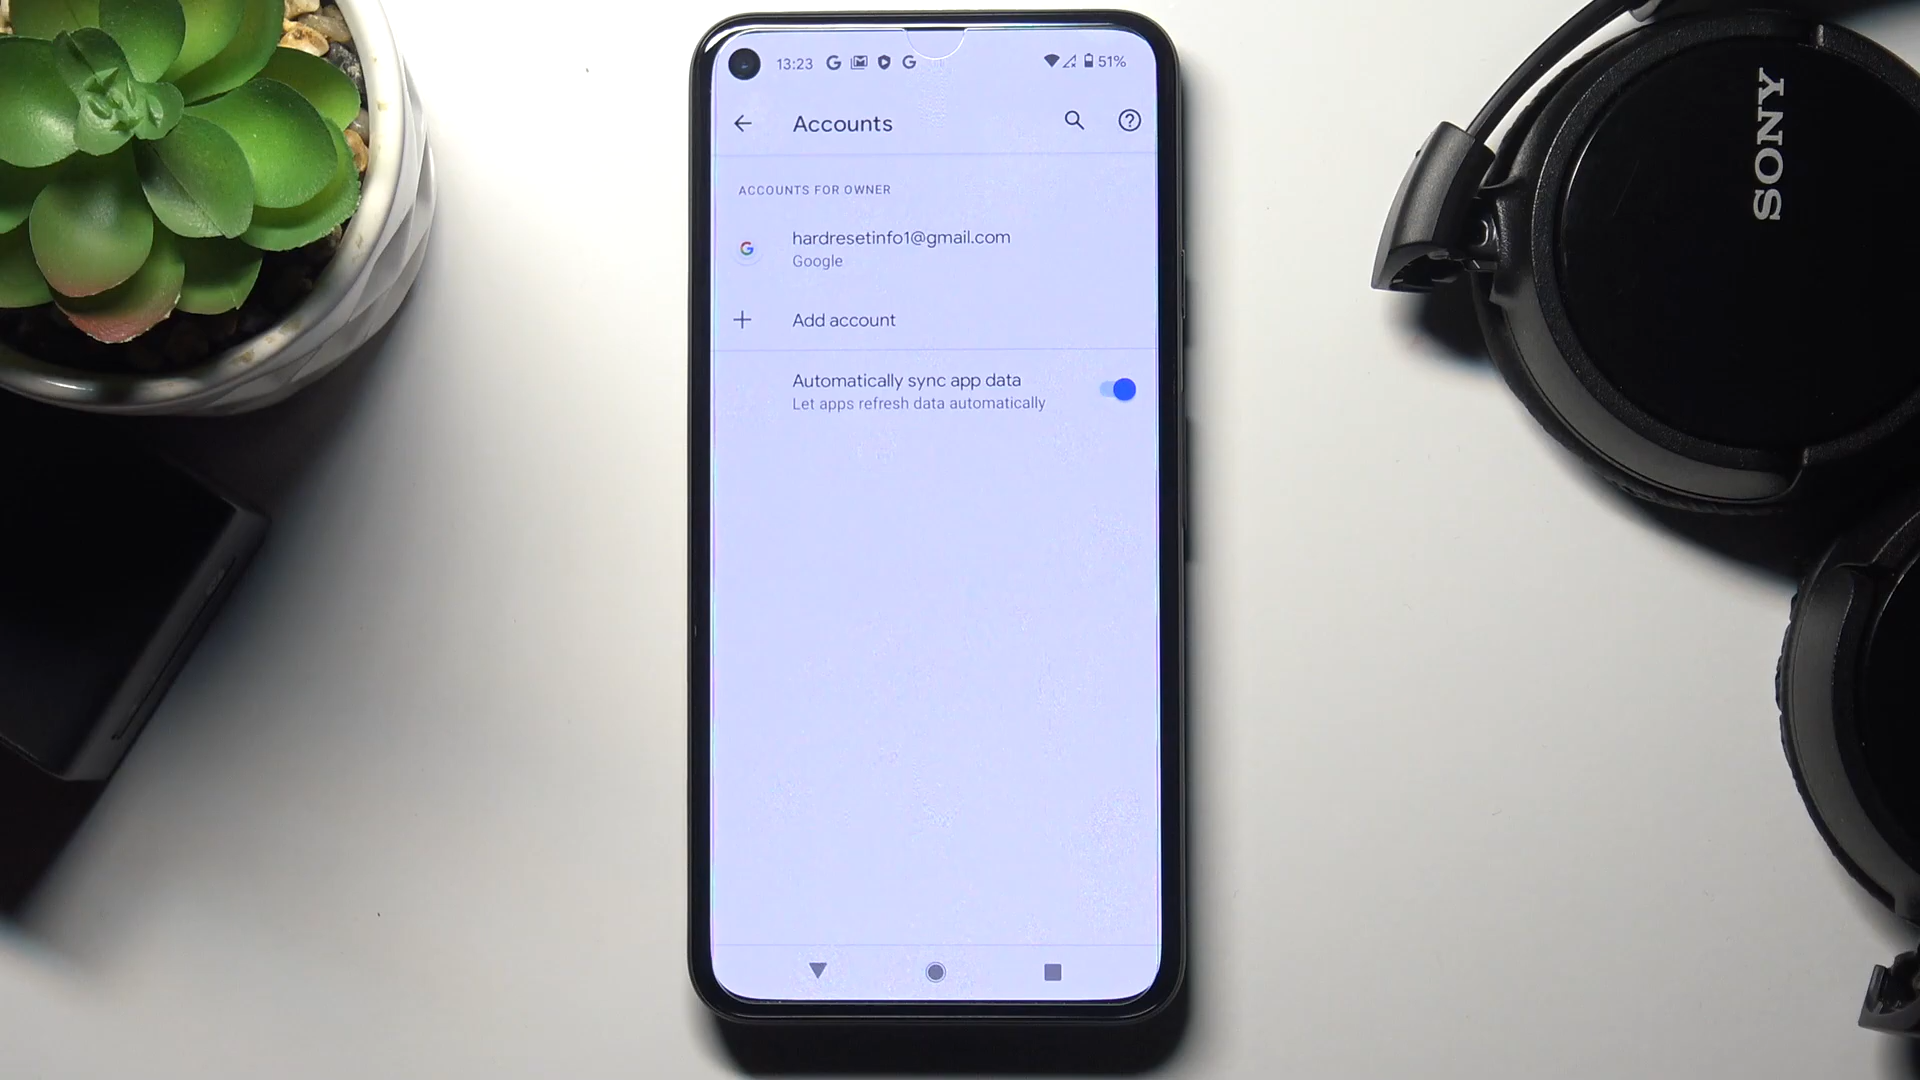 13:23 G G 51%
Accounts
ACCOUNTS FOR OWNER
hardresetinfo1@gmail.com
Google
Add account
Automatically sync app data
Let apps refresh data automatically
SONY